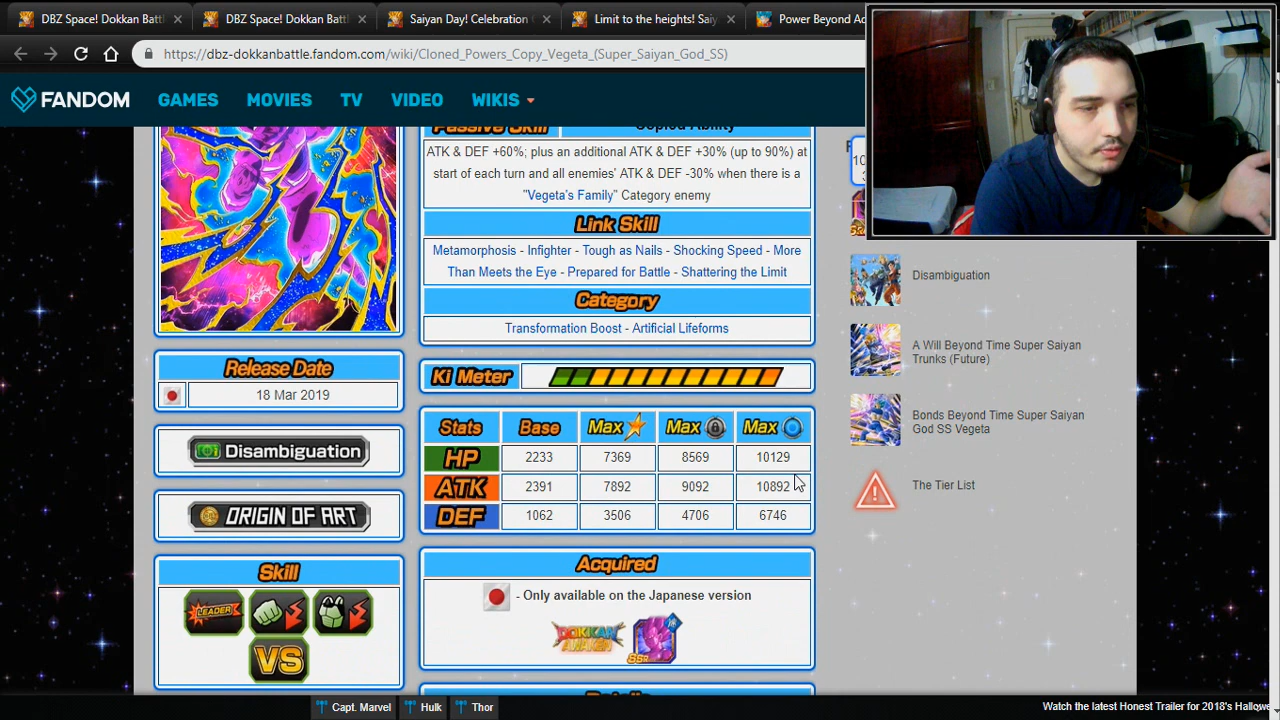 DBZ Space! Dokkan Battl ×
DBZ Space! Dokkan Battl ×
Saiyan Day! Celebration ×
Limit to the heights! Saiy ×
Power Beyond Ac
https://dbz-dokkanbattle.fandom.com/wiki/Cloned_Powers_Copy_Vegeta_(Super_Saiyan_God_SS)
FANDOM GAMES MOVIES TV VIDEO WIKIS
Passive Skill Copied Ability
ATK & DEF +60%; plus an additional ATK & DEF +30% (up to 90%) at
start of each turn and all enemies' ATK & DEF -30% when there is a
"Vegeta's Family" Category enemy
Link Skill
Metamorphosis - Infighter - Tough as Nails - Shocking Speed - More
Than Meets the Eye - Prepared for Battle - Shattering the Limit
Category
Transformation Boost - Artificial Lifeforms
Ki Meter
Stats Base Max Max Max
HP 2233 7369 8569 10129
ATK 2391 7892 9092 10892
DEF 1062 3506 4706 6746
Acquired
- Only available on the Japanese version
DOKKAN
AWAKEN
SSR
Details
Release Date
18 Mar 2019
Disambiguation
ORIGIN OF ART
Skill
LEADER
VS
Disambiguation
A Will Beyond Time Super Saiyan
Trunks (Future)
Bonds Beyond Time Super Saiyan
God SS Vegeta
The Tier List
Capt. Marvel Hulk Thor
Watch the latest Honest Trailer for 2018's Hallowe